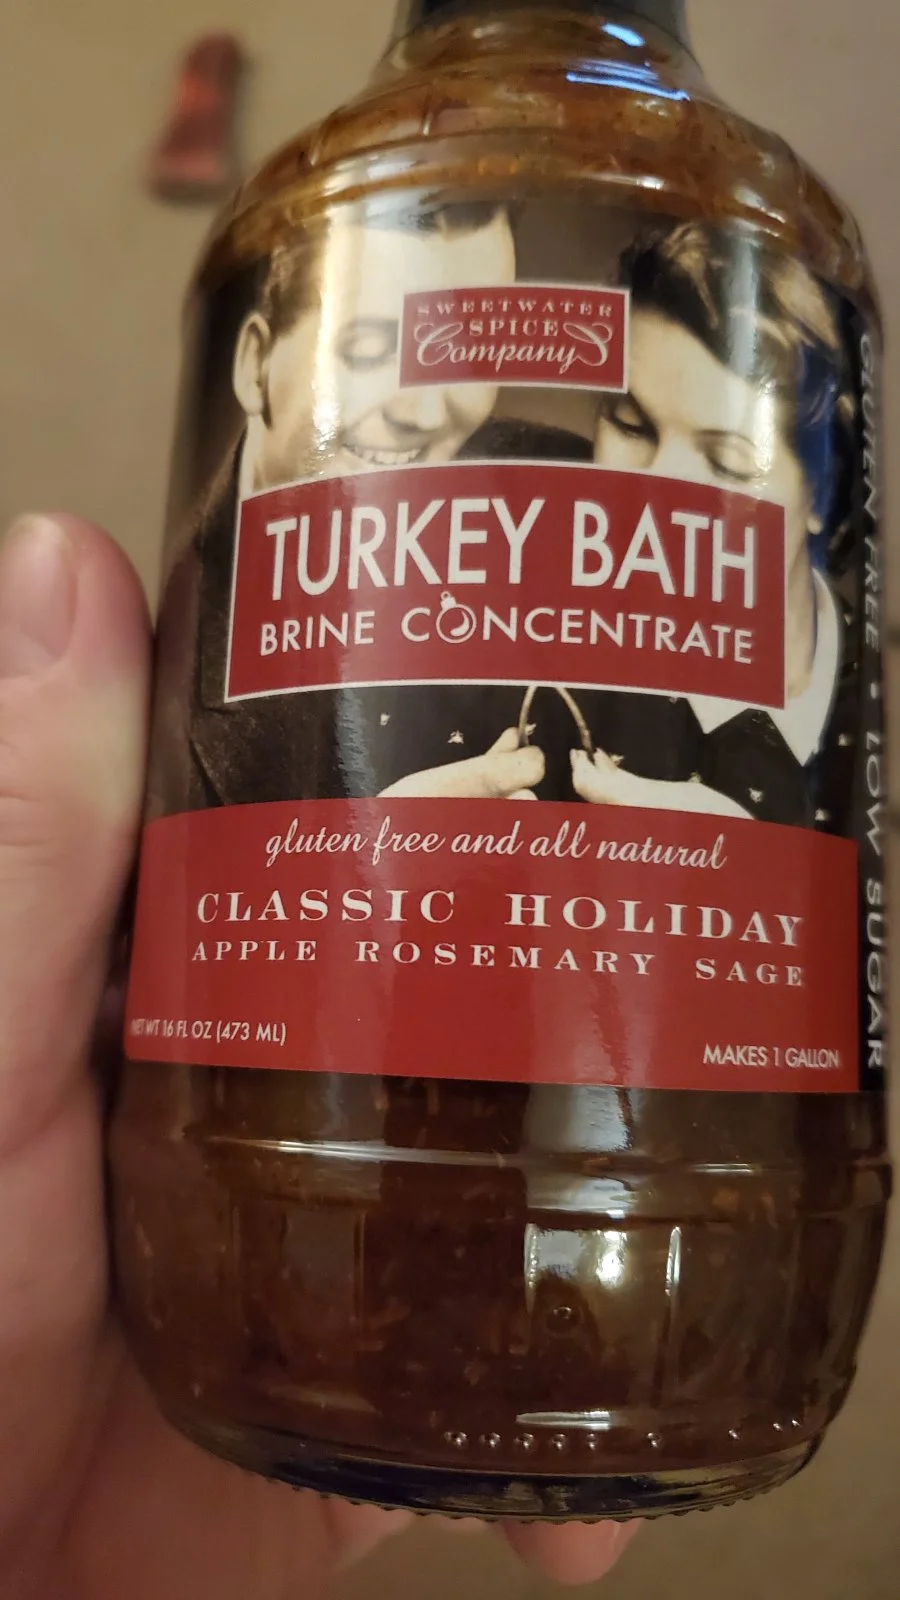 SWEETWATER
SPICE
Company
TURKEY BATH
BRINE CONCENTRATE
gluten free and all natural
CLASSIC HOLIDAY
APPLE ROSEMARY SAGE
NET WT 16 FL OZ (473 ML)
MAKES 1 GALLON
GLUTEN FREE • LOW SUGAR